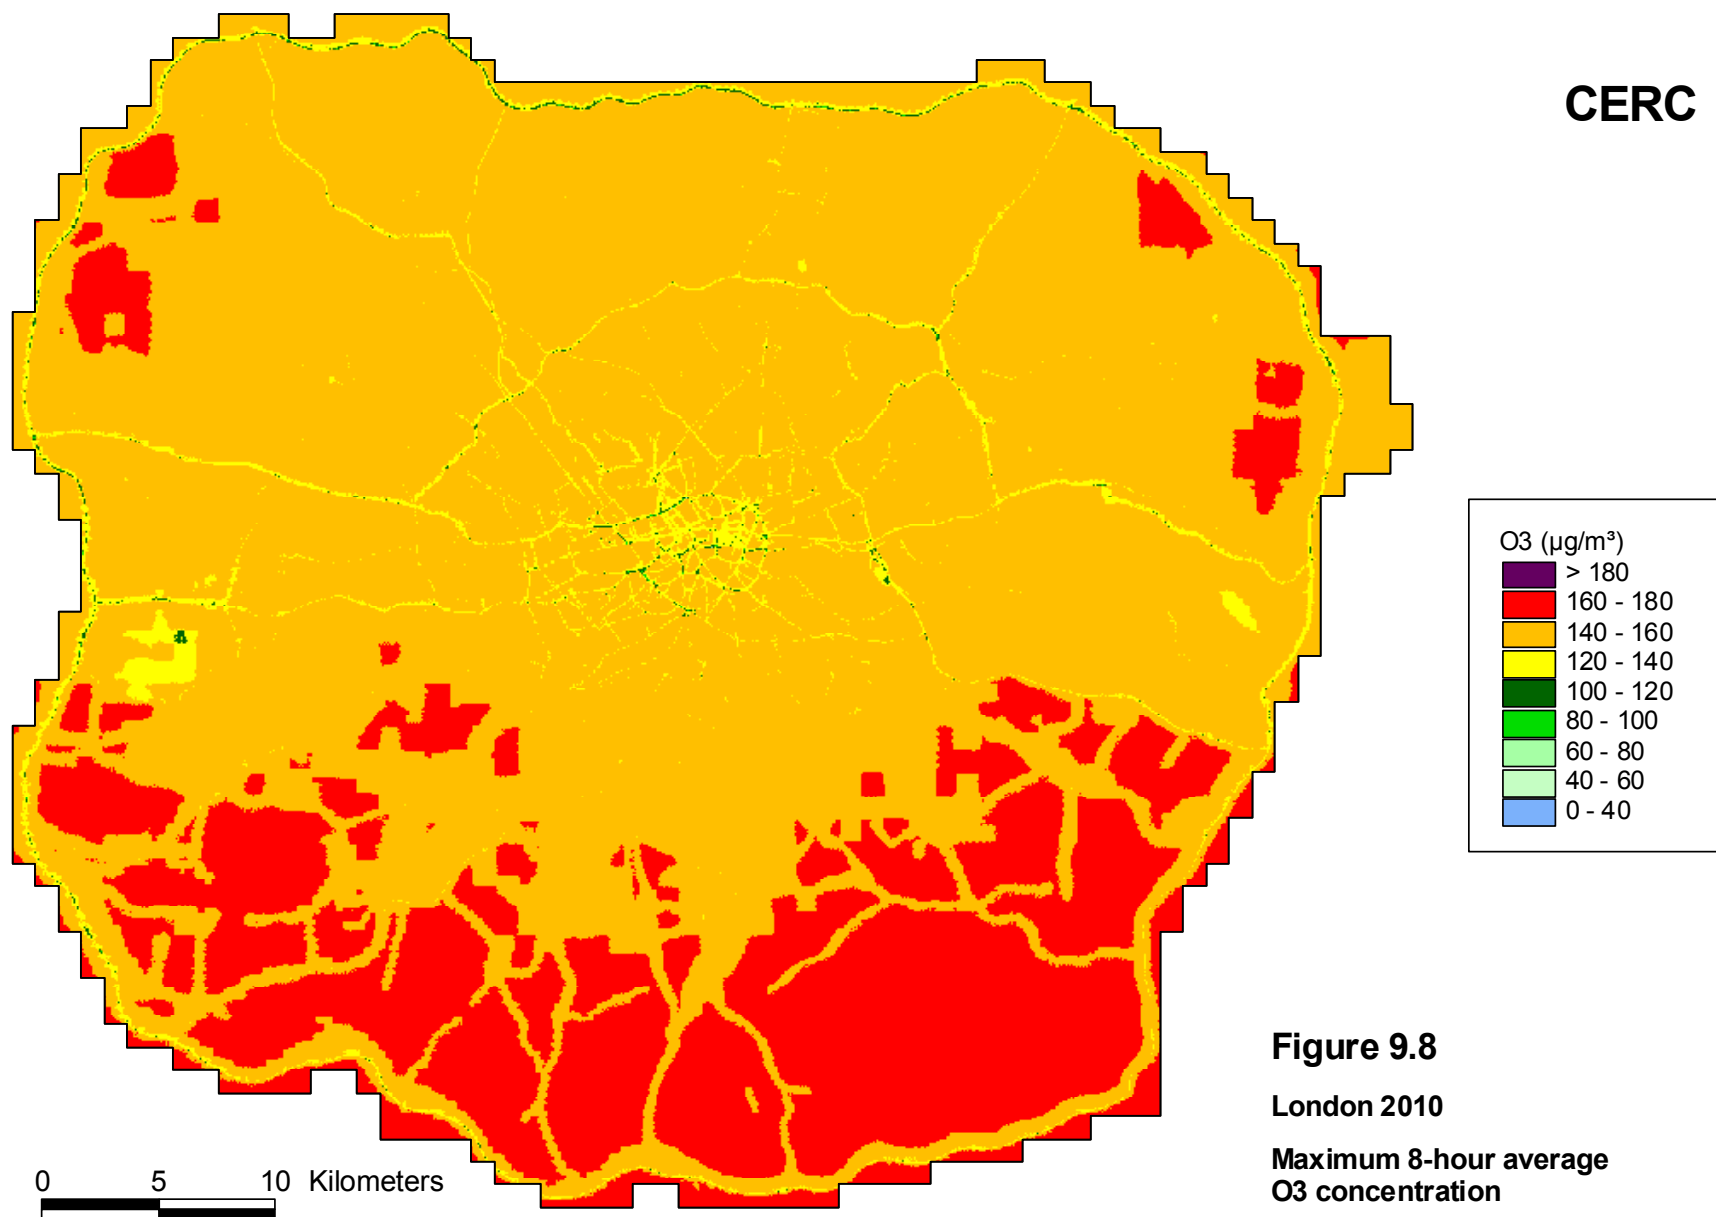 CERC
O3 (µg/m³)
> 180
160 - 180
140 - 160
120 - 140
100 - 120
80 - 100
60 - 80
40 - 60
0 - 40
Figure 9.8
London 2010
Maximum 8-hour average
O3 concentration
0 5 10 Kilometers